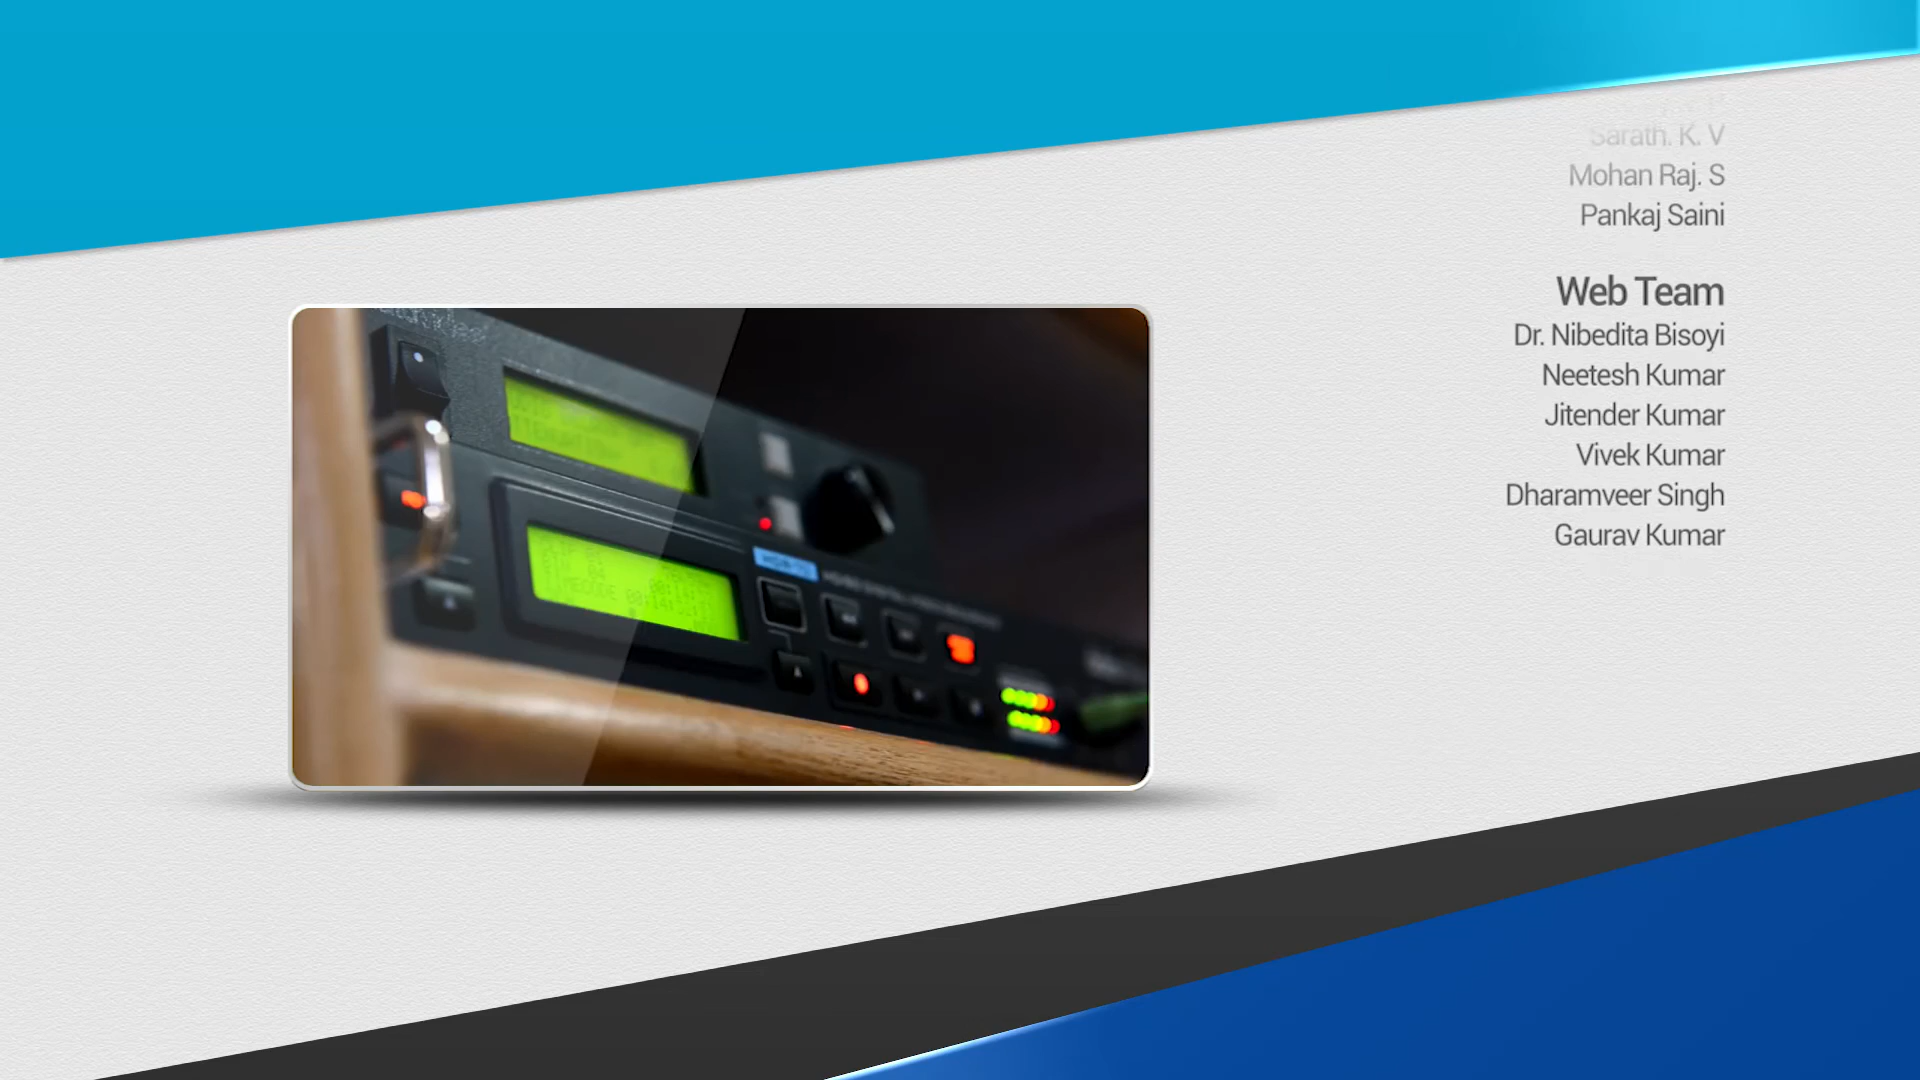 Sarath. K. V
Mohan Raj. S
Pankaj Saini
Web Team
Dr. Nibedita Bisoyi
Neetesh Kumar
Jitender Kumar
Vivek Kumar
Dharamveer Singh
Gaurav Kumar